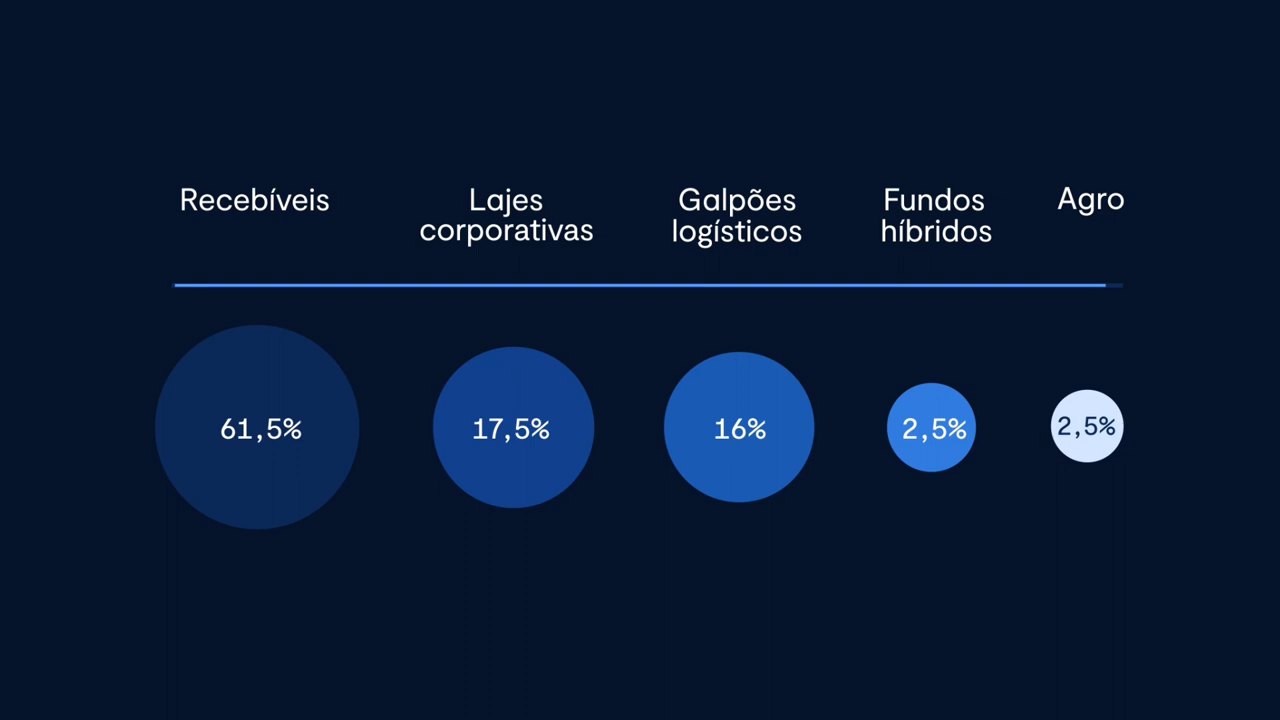 Recebíveis
Lajes
corporativas
Galpões
logísticos
Fundos
híbridos
Agro
61,5%
17,5%
16%
2,5%
2,5%